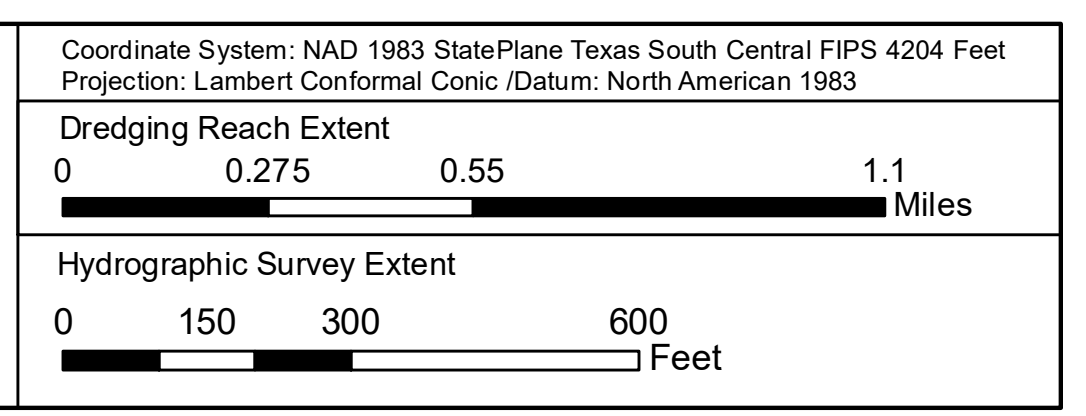 Coordinate System: NAD 1983 StatePlane Texas South Central FIPS 4204 Feet
Projection: Lambert Conformal Conic /Datum: North American 1983
Dredging Reach Extent
0 0.275 0.55 1.1
Miles
Hydrographic Survey Extent
0 150 300 600
Feet